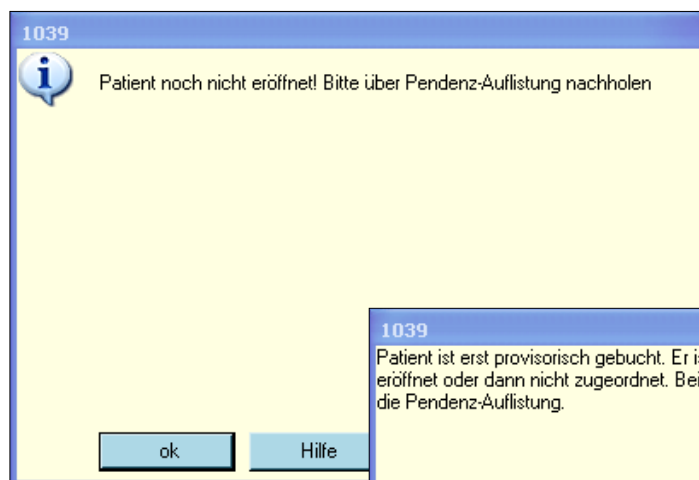 1039
Patient noch nicht eröffnet! Bitte über Pendenz-Auflistung nachholen
1039
Patient ist erst provisorisch gebucht. Er
eröffnet oder dann nicht zugeordnet.
die Pendenz-Auflistung.
ok
Hilfe